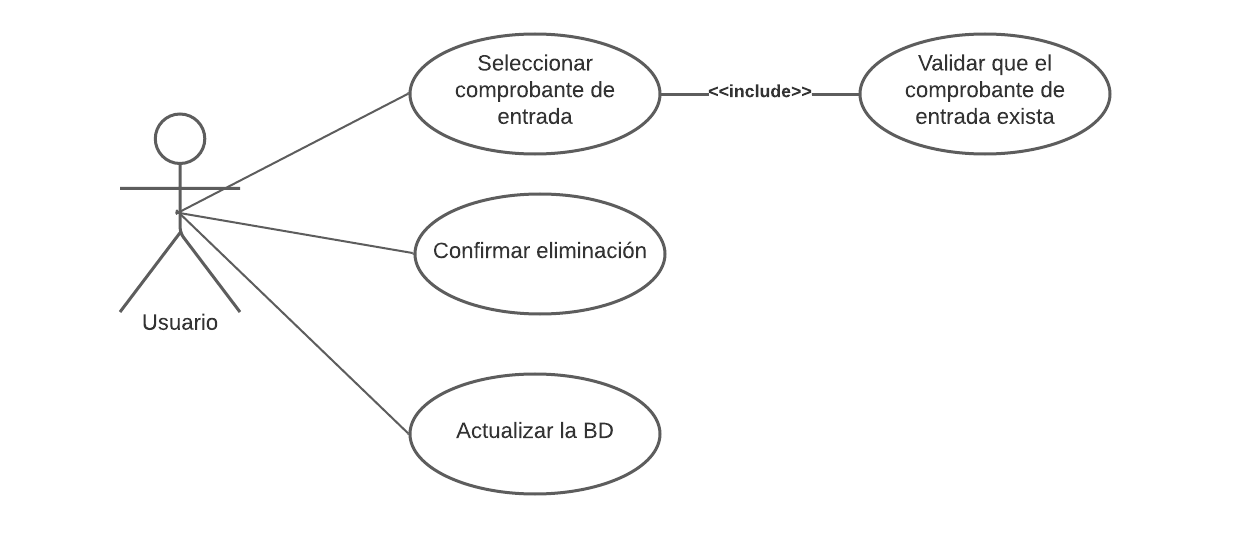 Seleccionar
comprobante de
entrada
<<include>>
Validar que el
comprobante de
entrada exista
Confirmar eliminación
Usuario
Actualizar la BD